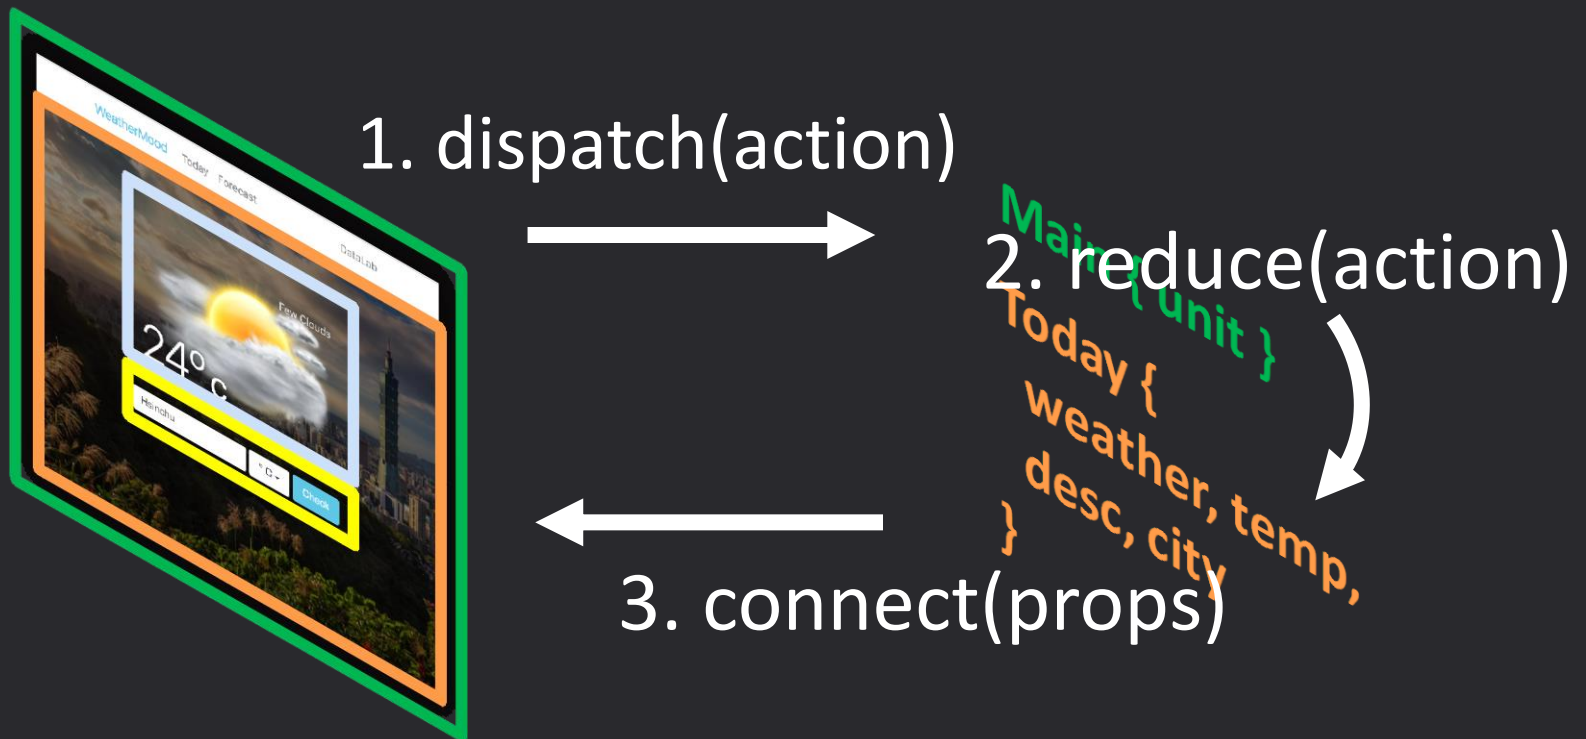 WeatherMood Today Forecast
DataLab
Few Clouds
24° c
Hsinchu
° C
Check
1. dispatch(action)
Main { unit }
2. reduce(action)
Today {
weather, temp,
desc, city
}
3. connect(props)